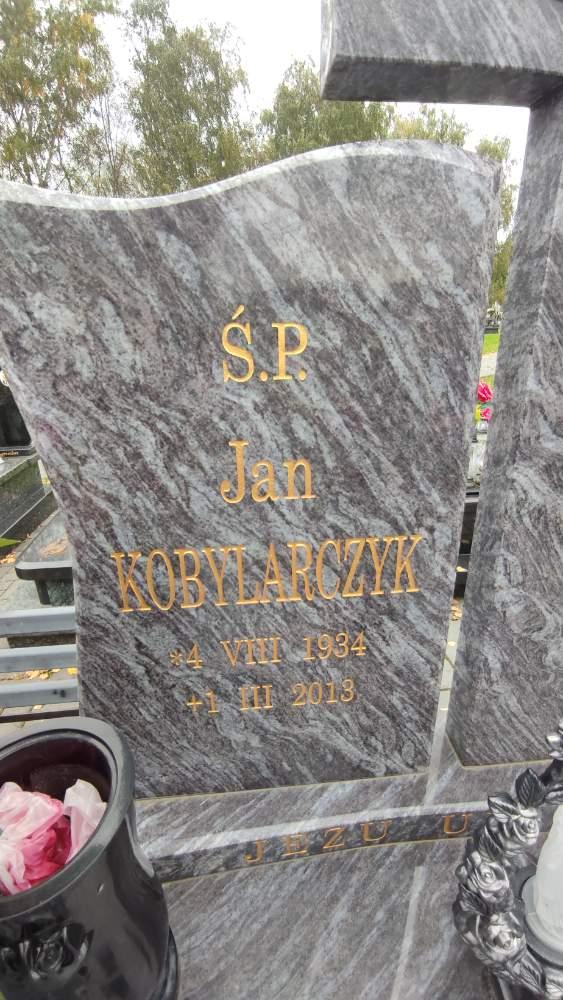 Ś.P.
Jan
KOBYLARCZYK
*4 VIII 1934
+1 III 2013
JEZU U